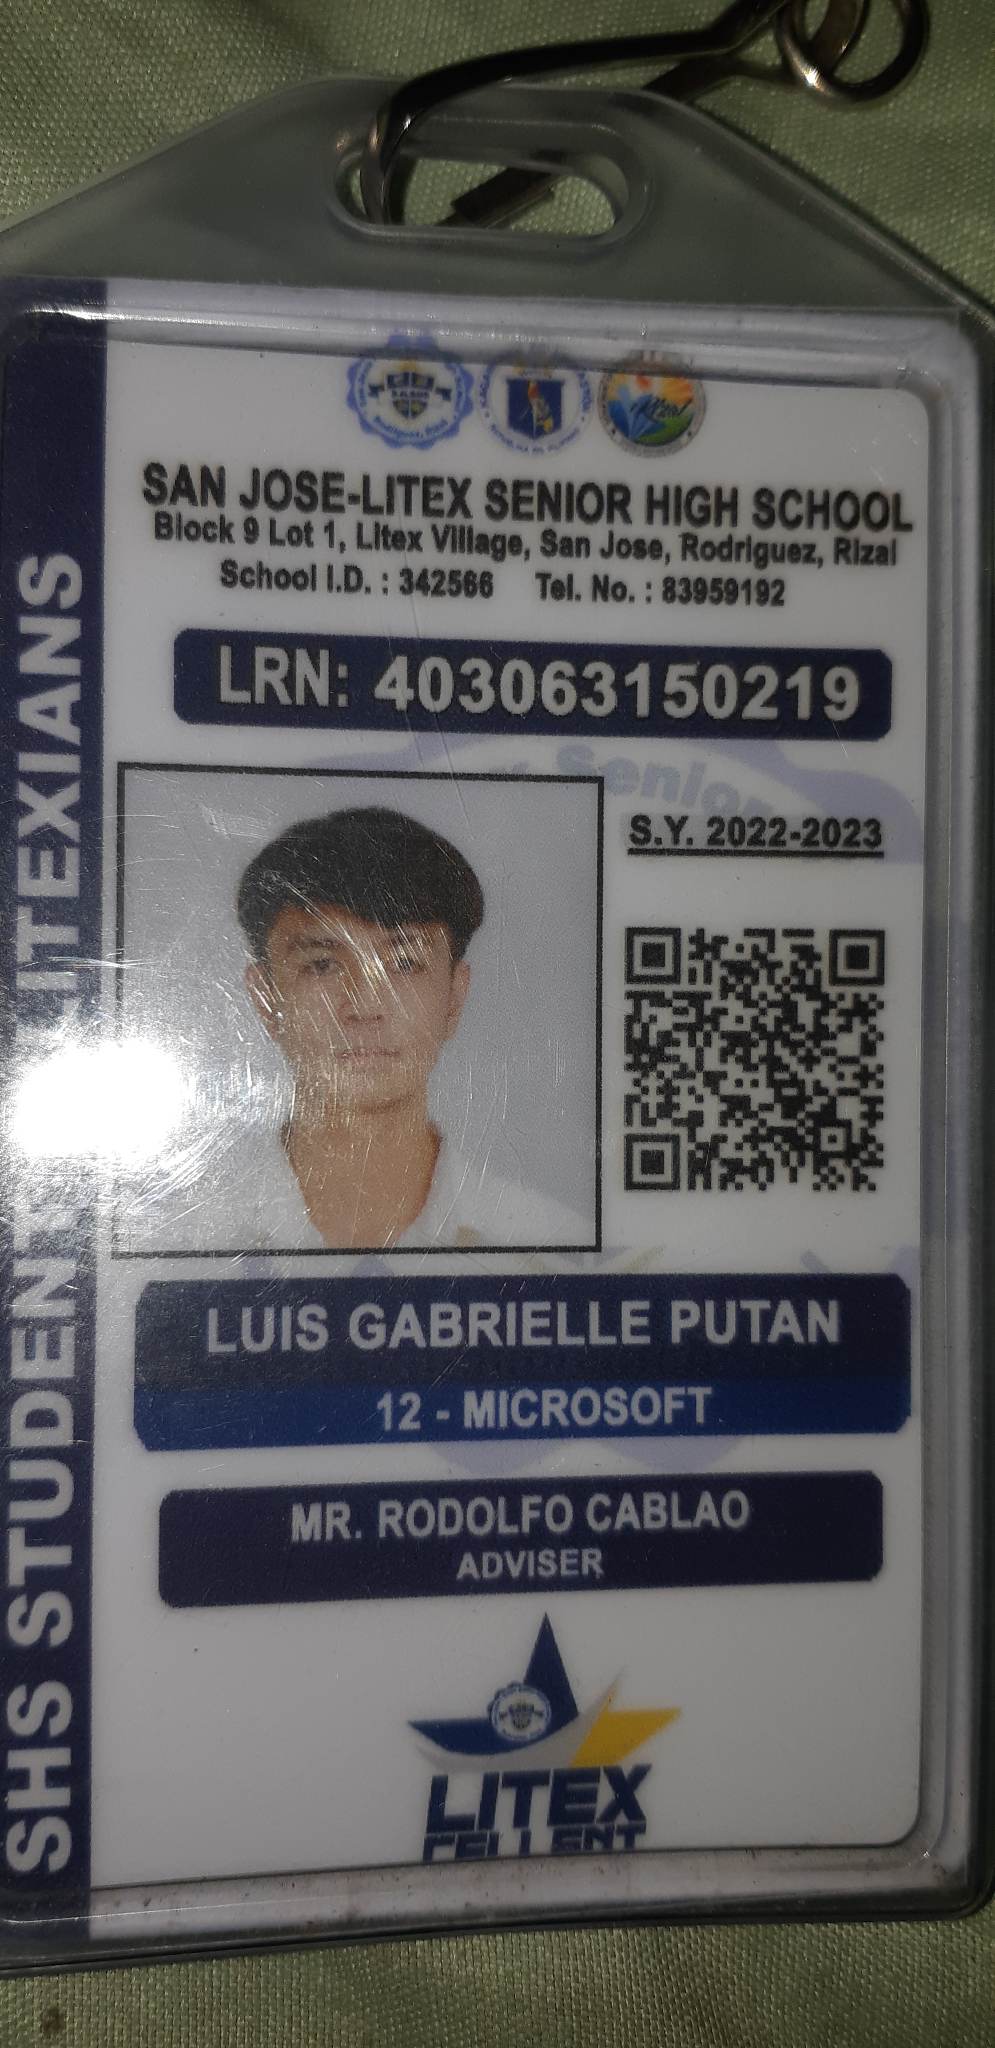 SAN JOSE-LITEX SENIOR HIGH SCHOOL
Block 9 Lot 1, Litex Village, San Jose, Rodriguez, Rizal
School I.D. : 342566 Tel. No. : 83959192
LRN: 403063150219
Senior
S.Y. 2022-2023
LUIS GABRIELLE PUTAN
12 - MICROSOFT
MR. RODOLFO CABLAO
ADVISER
LITEX
CELLENT
SHS STUDENT LITEXIANS